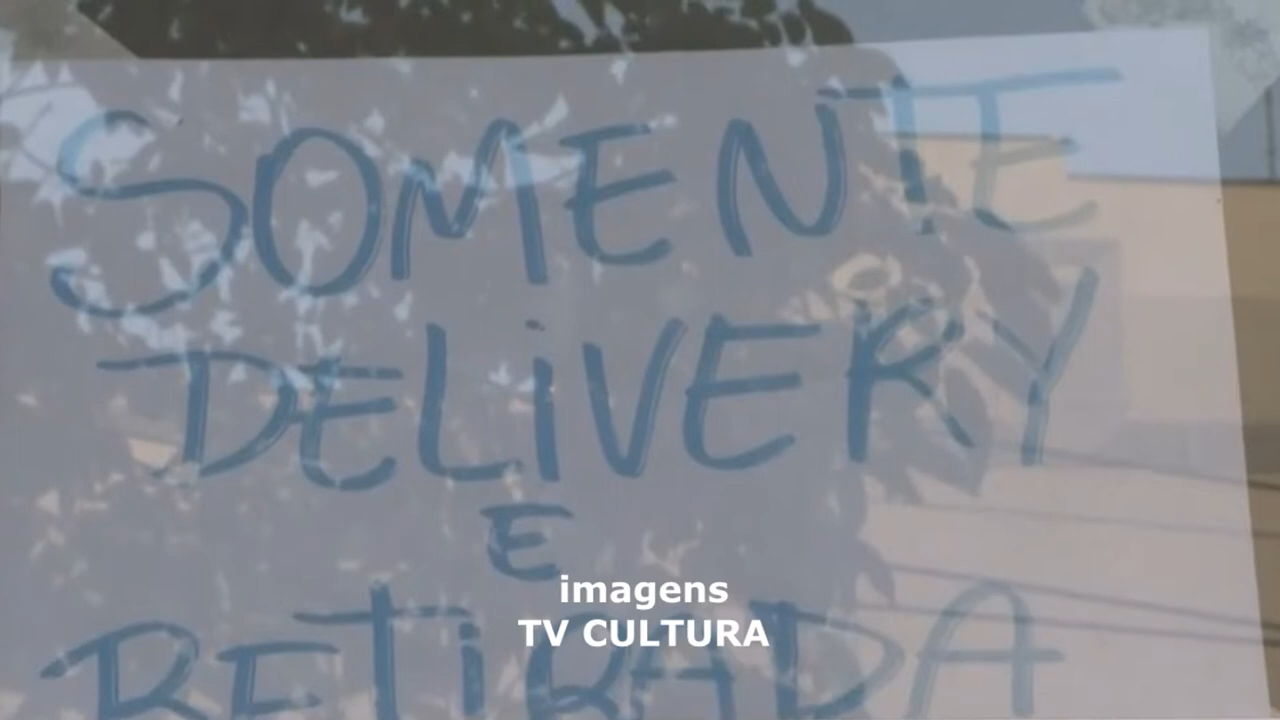 SOMENTE
DELiVERY
E
RETiRADA
imagens
TV CULTURA